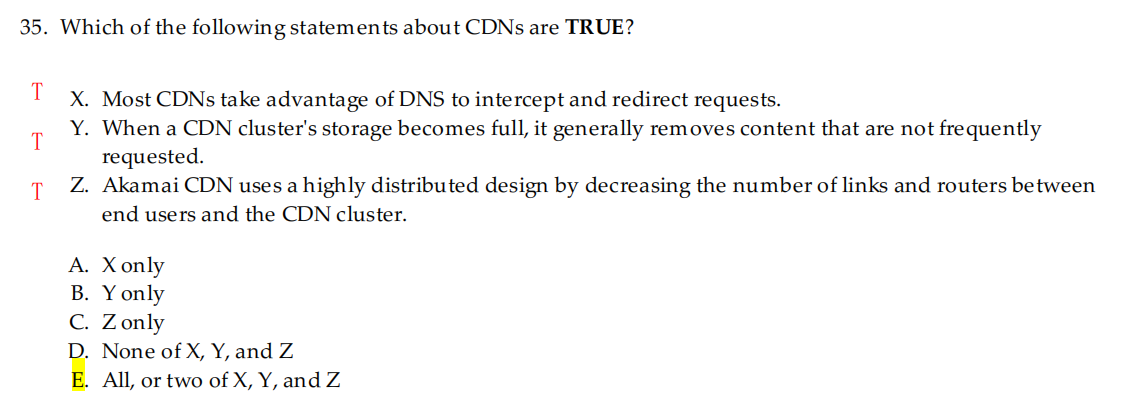 35. Which of the following statements about CDNs are TRUE?
T X. Most CDNs take advantage of DNS to intercept and redirect requests.
T Y. When a CDN cluster's storage becomes full, it generally removes content that are not frequently
requested.
T Z. Akamai CDN uses a highly distributed design by decreasing the number of links and routers between
end users and the CDN cluster.
A. X only
B. Y only
C. Z only
D. None of X, Y, and Z
E. All, or two of X, Y, and Z